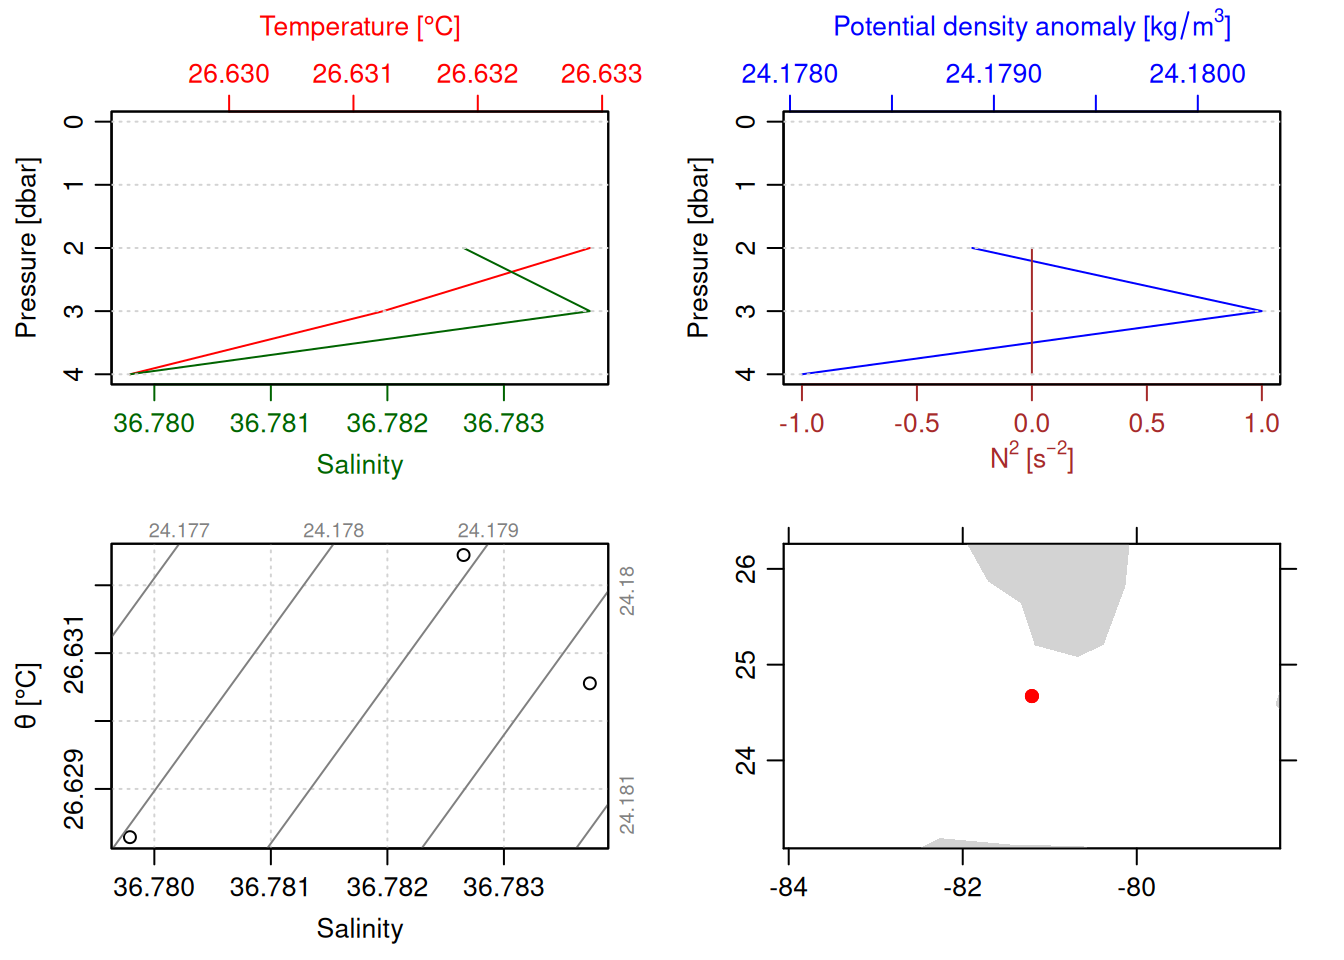 Temperature [°C]
26.630 26.631 26.632 26.633
0
1
2
3
4
Pressure [dbar]
36.780 36.781 36.782 36.783
Salinity
Potential density anomaly [kg/m³]
24.1780 24.1790 24.1800
0
1
2
3
4
Pressure [dbar]
-1.0 -0.5 0.0 0.5 1.0
N² [s⁻²]
24.177 24.178 24.179
24.18
24.181
26.631
26.629
θ [°C]
36.780 36.781 36.782 36.783
Salinity
26
25
24
-84 -82 -80